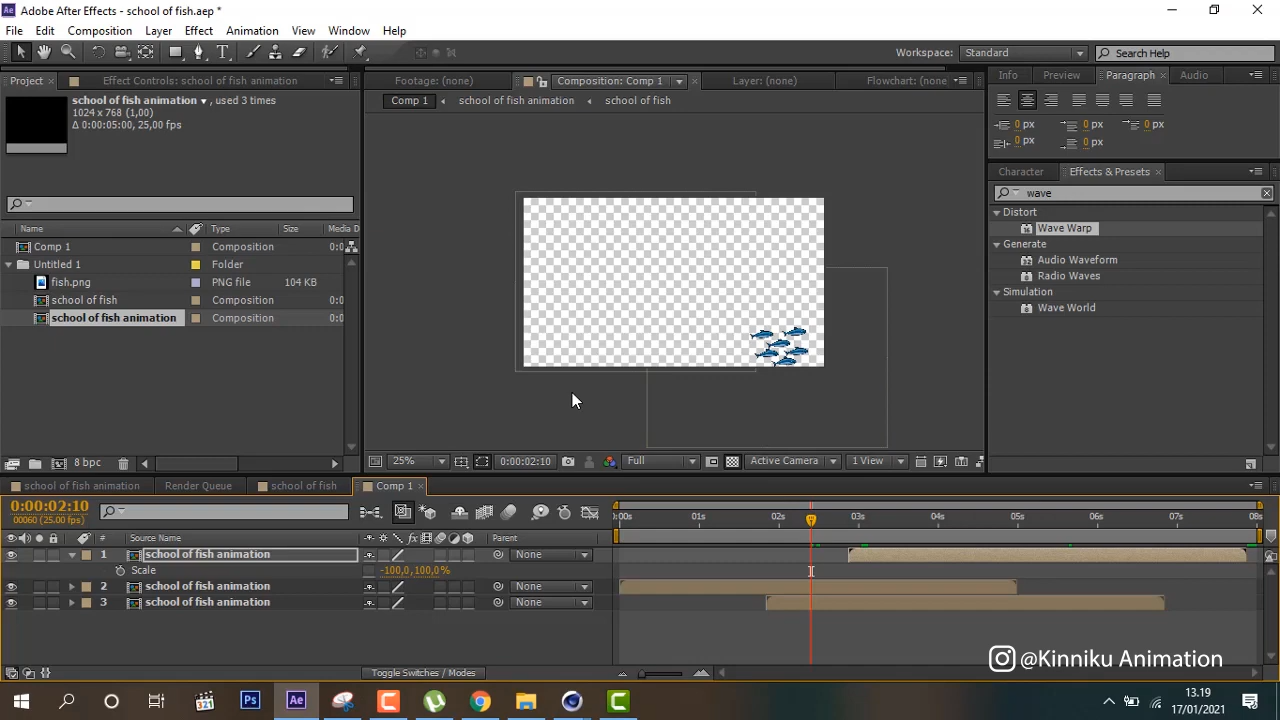 Adobe After Effects - school of fish.aep *
File Edit Composition Layer Effect Animation View Window Help
Workspace: Standard Search Help
Project Effect Controls: school of fish animation
Footage: (none) Composition: Comp 1 Layer: (none) Flowchart: (none)
Info Preview Paragraph Audio
school of fish animation , used 3 times
1024 x 768 (1,00)
Δ 0:00:05:00, 25,00 fps
Comp 1 school of fish animation school of fish
0 px 0 px 0 px
0 px 0 px
Character Effects & Presets
wave
Name Type Size Media D
Comp 1 Composition 0:0
Untitled 1 Folder
fish.png PNG file 104 KB
school of fish Composition 0:0
school of fish animation Composition 0:0
Distort
Wave Warp
Generate
Audio Waveform
Radio Waves
Simulation
Wave World
8 bpc
25% 0:00:02:10 Full Active Camera 1 View
school of fish animation Render Queue school of fish Comp 1
0:00:02:10
00060 (25.00 fps)
0:00s 01s 02s 03s 04s 05s 06s 07s 08s
# Source Name Parent
1 school of fish animation None
Scale -100,0, 100,0%
2 school of fish animation None
3 school of fish animation None
Toggle Switches / Modes
@Kinniku Animation
321 Ps Ae
13.19
17/01/2021